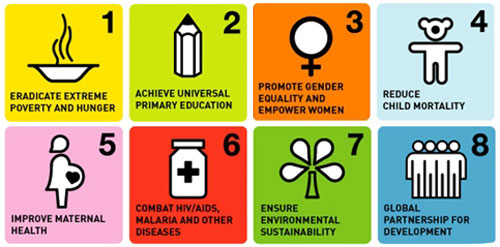 1
ERADICATE EXTREME
POVERTY AND HUNGER
2
ACHIEVE UNIVERSAL
PRIMARY EDUCATION
3
PROMOTE GENDER
EQUALITY AND
EMPOWER WOMEN
4
REDUCE
CHILD MORTALITY
5
IMPROVE MATERNAL
HEALTH
6
COMBAT HIV/AIDS,
MALARIA AND OTHER
DISEASES
7
ENSURE
ENVIRONMENTAL
SUSTAINABILITY
8
GLOBAL
PARTNERSHIP FOR
DEVELOPMENT